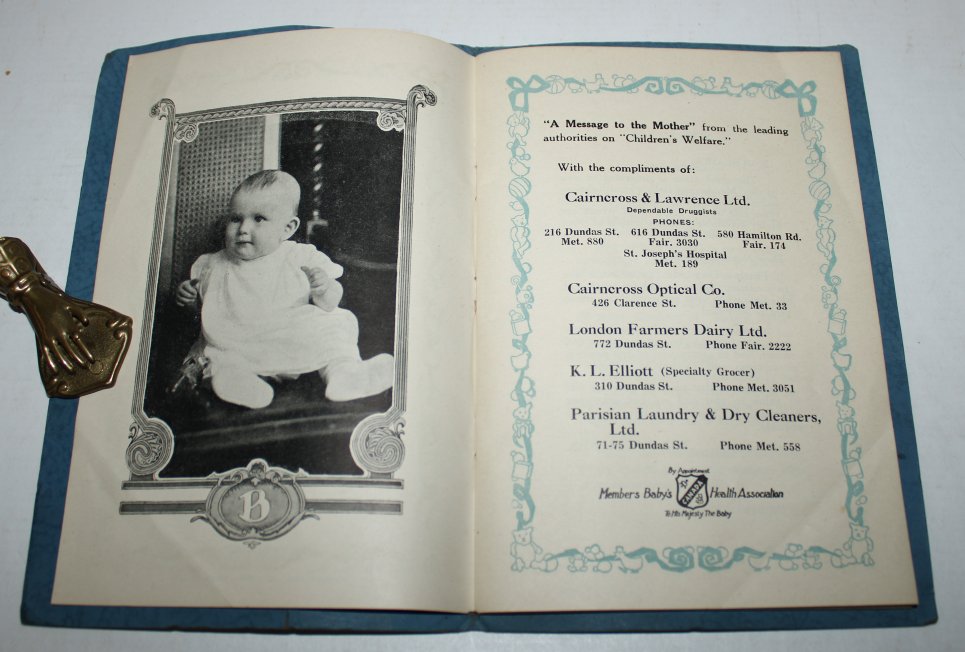 B
"A Message to the Mother" from the leading
authorities on "Children's Welfare."
With the compliments of:
Cairncross & Lawrence Ltd.
Dependable Druggists
PHONES:
216 Dundas St. 616 Dundas St. 580 Hamilton Rd.
Met. 880 Fair. 3030 Fair. 174
St. Joseph's Hospital
Met. 189
Cairncross Optical Co.
426 Clarence St. Phone Met. 33
London Farmers Dairy Ltd.
772 Dundas St. Phone Fair. 2222
K. L. Elliott (Specialty Grocer)
310 Dundas St. Phone Met. 3051
Parisian Laundry & Dry Cleaners,
Ltd.
71-75 Dundas St. Phone Met. 558
By Appointment
Members Baby's CANADA Health Association
To His Majesty The Baby